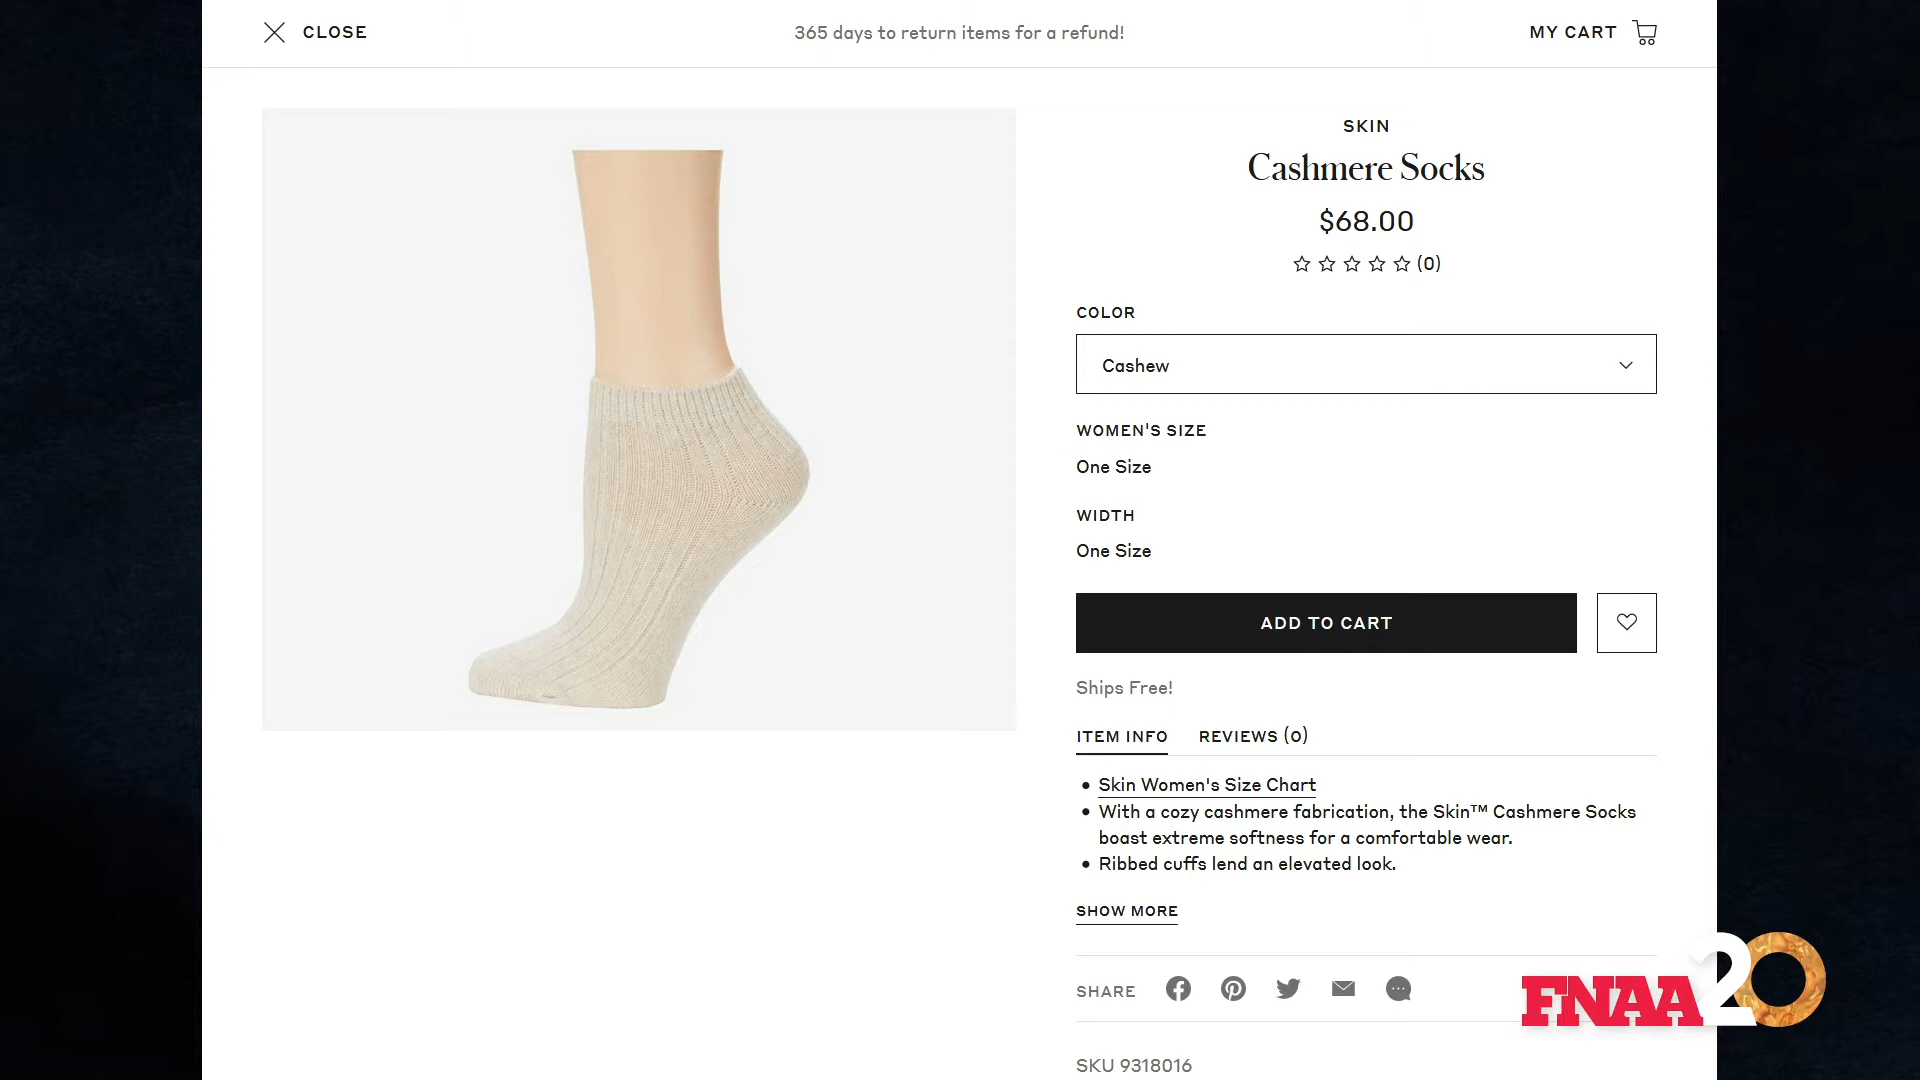 CLOSE
365 days to return items for a refund!
MY CART
SKIN
Cashmere Socks
$68.00
(0)
COLOR
Cashew
WOMEN'S SIZE
One Size
WIDTH
One Size
ADD TO CART
Ships Free!
ITEM INFO
REVIEWS (0)
Skin Women's Size Chart
With a cozy cashmere fabrication, the Skin™ Cashmere Socks
boast extreme softness for a comfortable wear.
Ribbed cuffs lend an elevated look.
SHOW MORE
SHARE
FNAA20
SKU 9318016